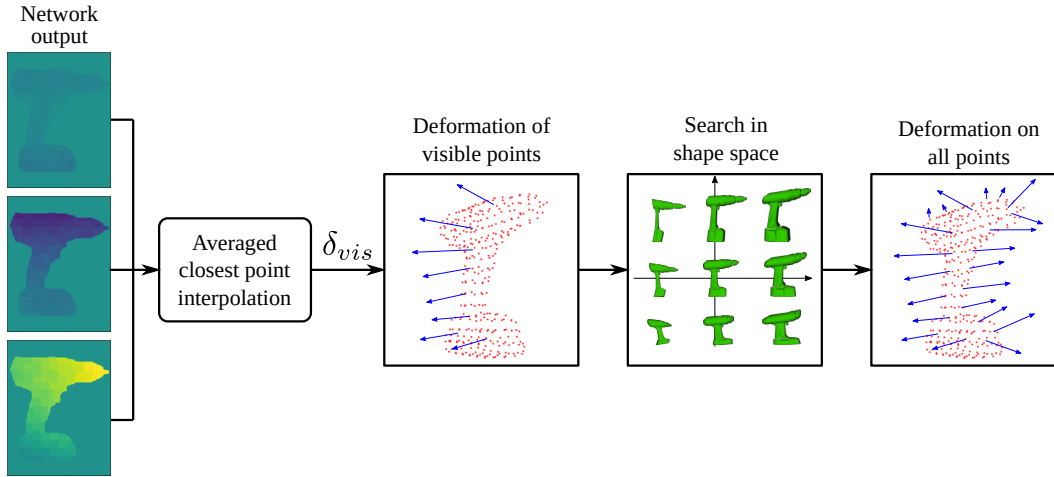 Network
output
Averaged
closest point
interpolation
δvis
Deformation of
visible points
Search in
shape space
Deformation on
all points